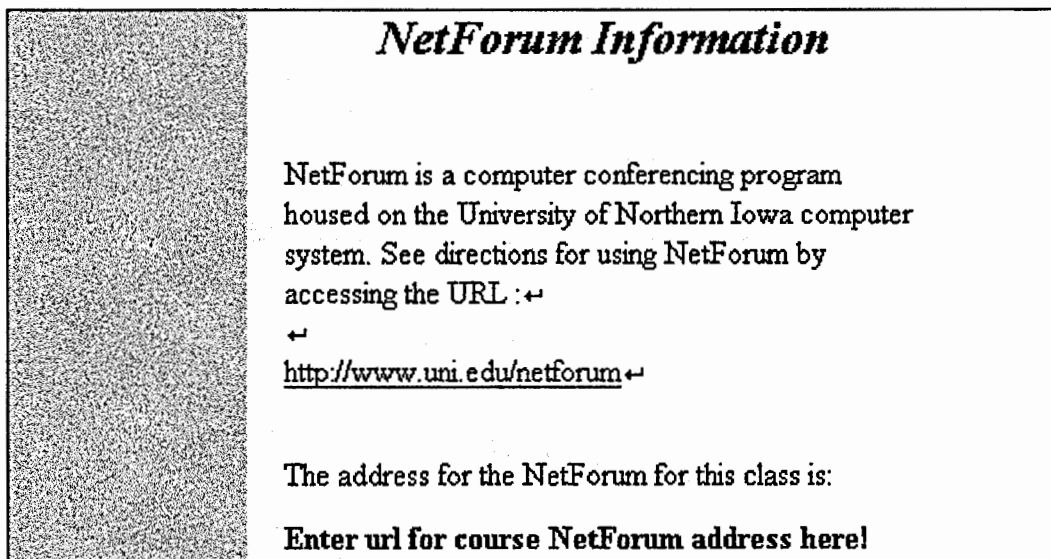 NetForum Information
NetForum is a computer conferencing program
housed on the University of Northern Iowa computer
system. See directions for using NetForum by
accessing the URL :↵
↵
http://www.uni.edu/netforum↵
The address for the NetForum for this class is:
Enter url for course NetForum address here!